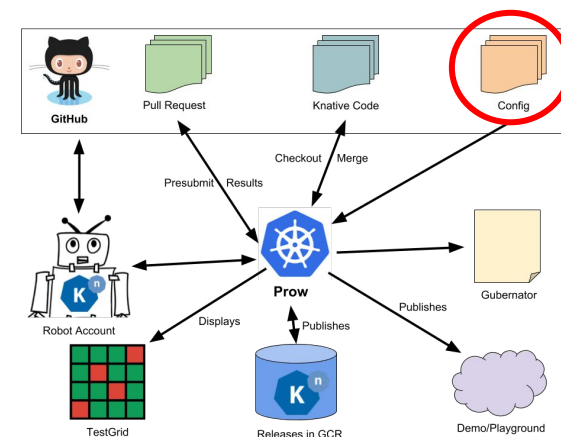 GitHub
Pull Request
Knative Code
Config
Checkout
Merge
Presubmit
Results
Prow
Gubernator
K
n
Robot Account
Displays
Publishes
Publishes
K
n
TestGrid
Releases in GCR
Demo/Playground